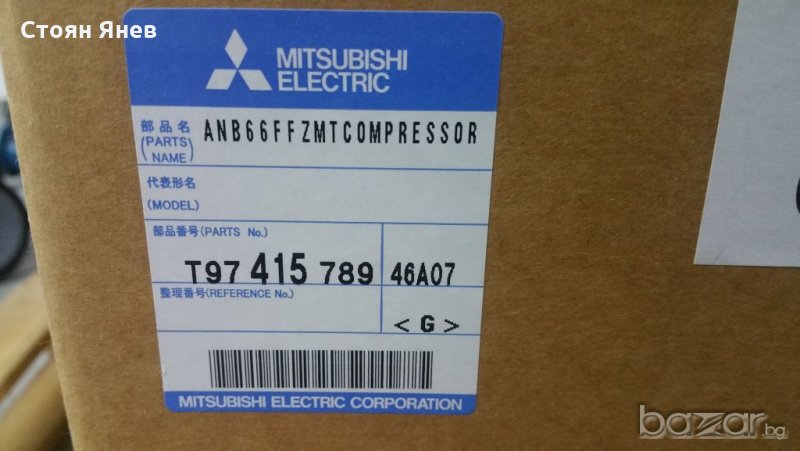 Стоян Янев
MITSUBISHI
ELECTRIC
部品名
(PARTS
NAME)
ANB66FFZMTCOMPRESSOR
代表形名
(MODEL)
部品番号(PARTS No.)
T97 415 789
46A07
整理番号(REFERENCE No.)
<G>
MITSUBISHI ELECTRIC CORPORATION
bazar.bg